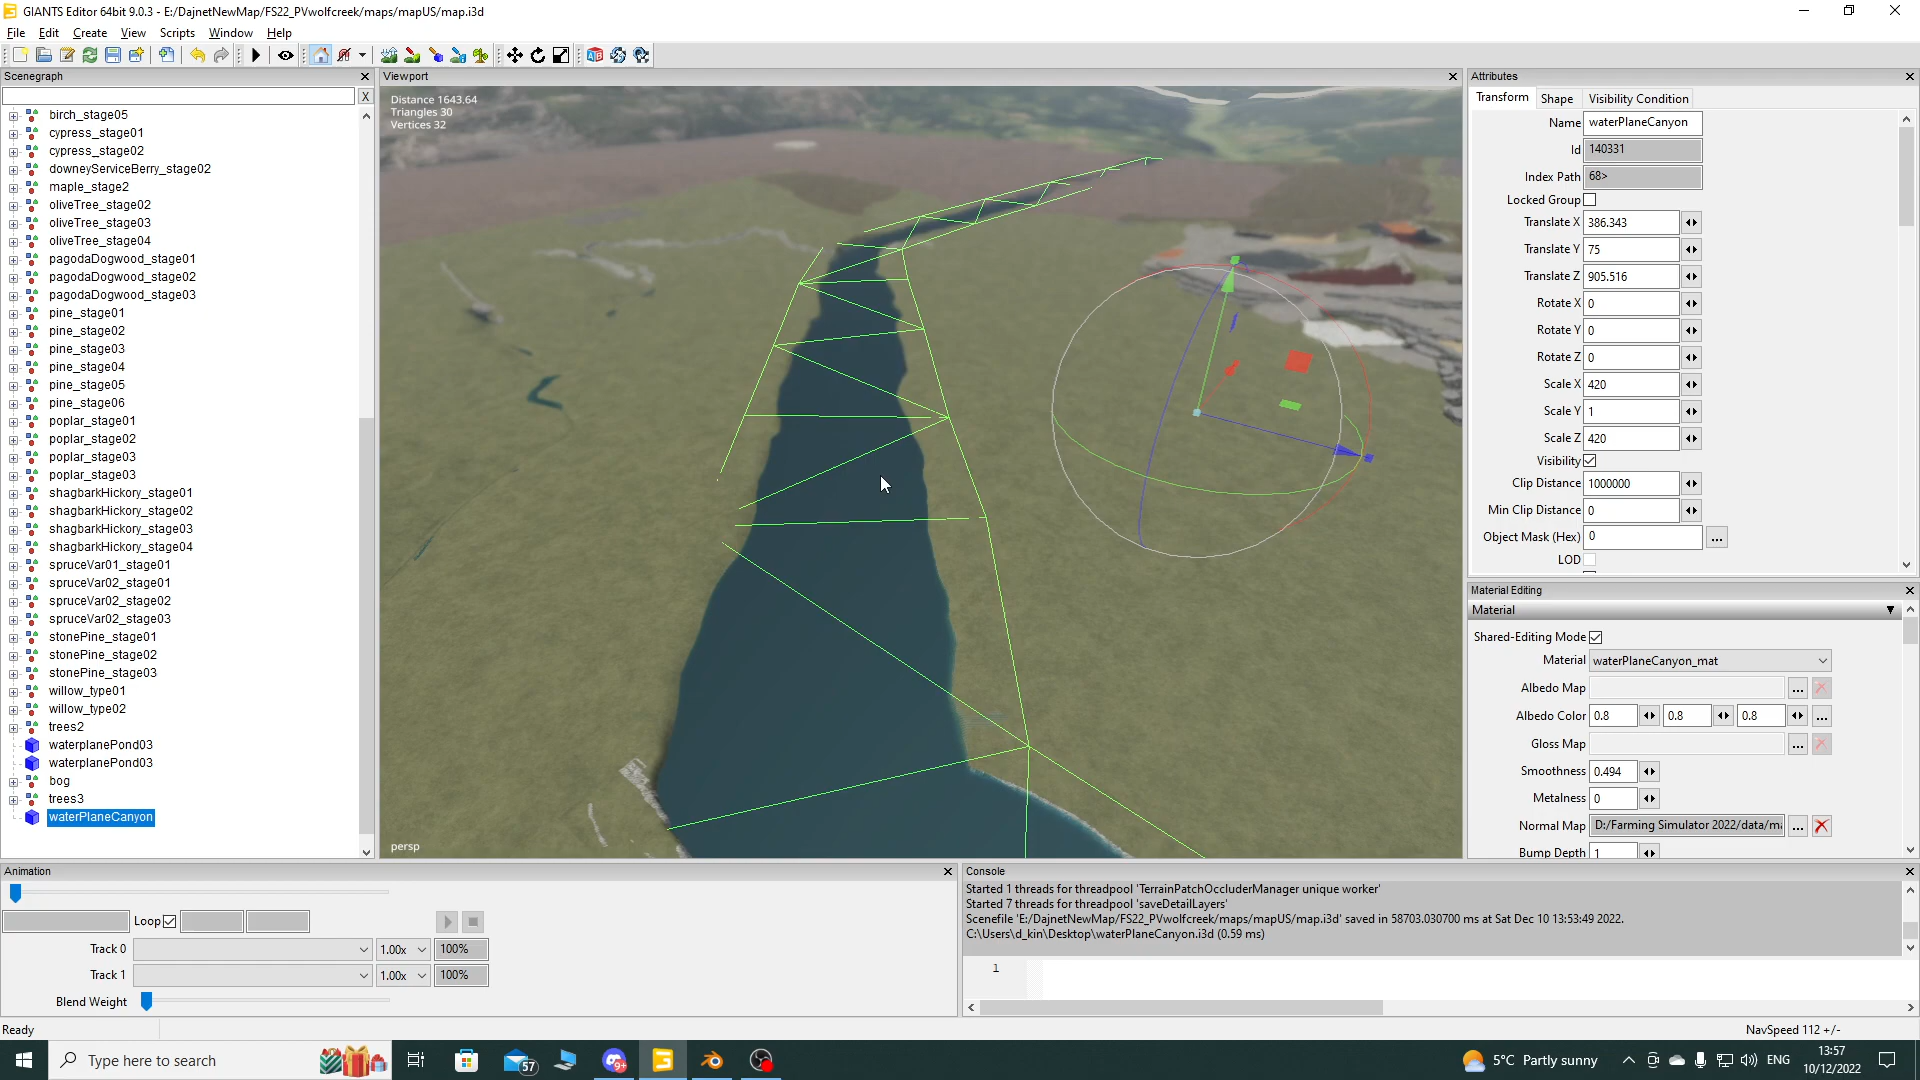 GIANTS Editor 64bit 9.0.3 - E:/DajnetNewMap/FS22_PVwolfcreek/maps/mapUS/map.i3d
File Edit Create View Scripts Window Help
Scenegraph
X
birch_stage05
cypress_stage01
cypress_stage02
downeyServiceBerry_stage02
maple_stage2
oliveTree_stage02
oliveTree_stage03
oliveTree_stage04
pagodaDogwood_stage01
pagodaDogwood_stage02
pagodaDogwood_stage03
pine_stage01
pine_stage02
pine_stage03
pine_stage04
pine_stage05
pine_stage06
poplar_stage01
poplar_stage02
poplar_stage03
poplar_stage03
shagbarkHickory_stage01
shagbarkHickory_stage02
shagbarkHickory_stage03
shagbarkHickory_stage04
spruceVar01_stage01
spruceVar02_stage01
spruceVar02_stage02
spruceVar02_stage03
stonePine_stage01
stonePine_stage02
stonePine_stage03
willow_type01
willow_type02
trees2
waterplanePond03
waterplanePond03
bog
trees3
waterPlaneCanyon
Viewport
Distance 1643.64
Triangles 30
Vertices 32
persp
Attributes
Transform Shape Visibility Condition
Name waterPlaneCanyon
Id 140331
Index Path 68>
Locked Group
Translate X 386.343
Translate Y 75
Translate Z 905.516
Rotate X 0
Rotate Y 0
Rotate Z 0
Scale X 420
Scale Y 1
Scale Z 420
Visibility
Clip Distance 1000000
Min Clip Distance 0
Object Mask (Hex) 0 ...
LOD
Material Editing
Material
Shared-Editing Mode
Material waterPlaneCanyon_mat
Albedo Map ...
Albedo Color 0.8 0.8 0.8 ...
Gloss Map ...
Smoothness 0.494
Metalness 0
Normal Map D:/Farming Simulator 2022/data/m ...
Bump Depth 1
Animation
Loop
Track 0 1.00x 100%
Track 1 1.00x 100%
Blend Weight
Console
Started 1 threads for threadpool 'TerrainPatchOccluderManager unique worker'
Started 7 threads for threadpool 'saveDetailLayers'
Scenefile 'E:/DajnetNewMap/FS22_PVwolfcreek/maps/mapUS/map.i3d' saved in 58703.030700 ms at Sat Dec 10 13:53:49 2022.
C:\Users\d_kin\Desktop\waterPlaneCanyon.i3d (0.59 ms)
1
Ready
NavSpeed 112 +/-
Type here to search
57
9+
5°C Partly sunny
ENG
13:57
10/12/2022